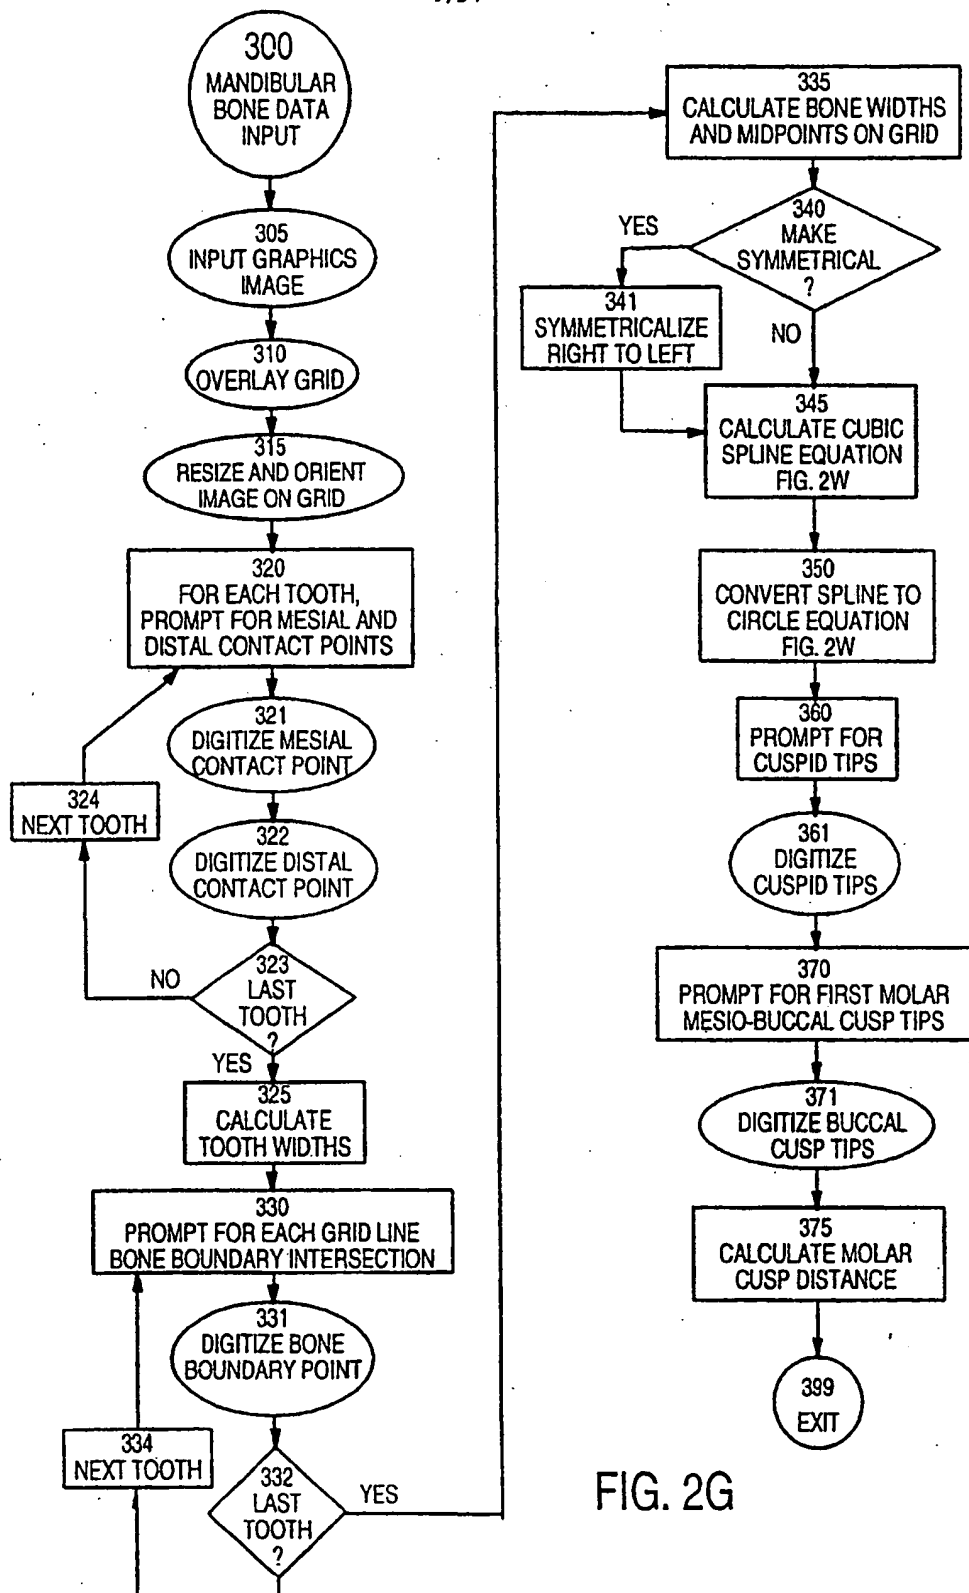 300
MANDIBULAR
BONE DATA
INPUT
305
INPUT GRAPHICS
IMAGE
310
OVERLAY GRID
315
RESIZE AND ORIENT
IMAGE ON GRID
320
FOR EACH TOOTH,
PROMPT FOR MESIAL AND
DISTAL CONTACT POINTS
321
DIGITIZE MESIAL
CONTACT POINT
324
NEXT TOOTH
322
DIGITIZE DISTAL
CONTACT POINT
NO
323
LAST
TOOTH
?
YES
325
CALCULATE
TOOTH WIDTHS
330
PROMPT FOR EACH GRID LINE
BONE BOUNDARY INTERSECTION
331
DIGITIZE BONE
BOUNDARY POINT
334
NEXT TOOTH
332
LAST
TOOTH
?
YES
335
CALCULATE BONE WIDTHS
AND MIDPOINTS ON GRID
340
MAKE
SYMMETRICAL
?
YES
341
SYMMETRICALIZE
RIGHT TO LEFT
NO
345
CALCULATE CUBIC
SPLINE EQUATION
FIG. 2W
350
CONVERT SPLINE TO
CIRCLE EQUATION
FIG. 2W
360
PROMPT FOR
CUSPID TIPS
361
DIGITIZE
CUSPID TIPS
370
PROMPT FOR FIRST MOLAR
MESIO-BUCCAL CUSP TIPS
371
DIGITIZE BUCCAL
CUSP TIPS
375
CALCULATE MOLAR
CUSP DISTANCE
399
EXIT
FIG. 2G